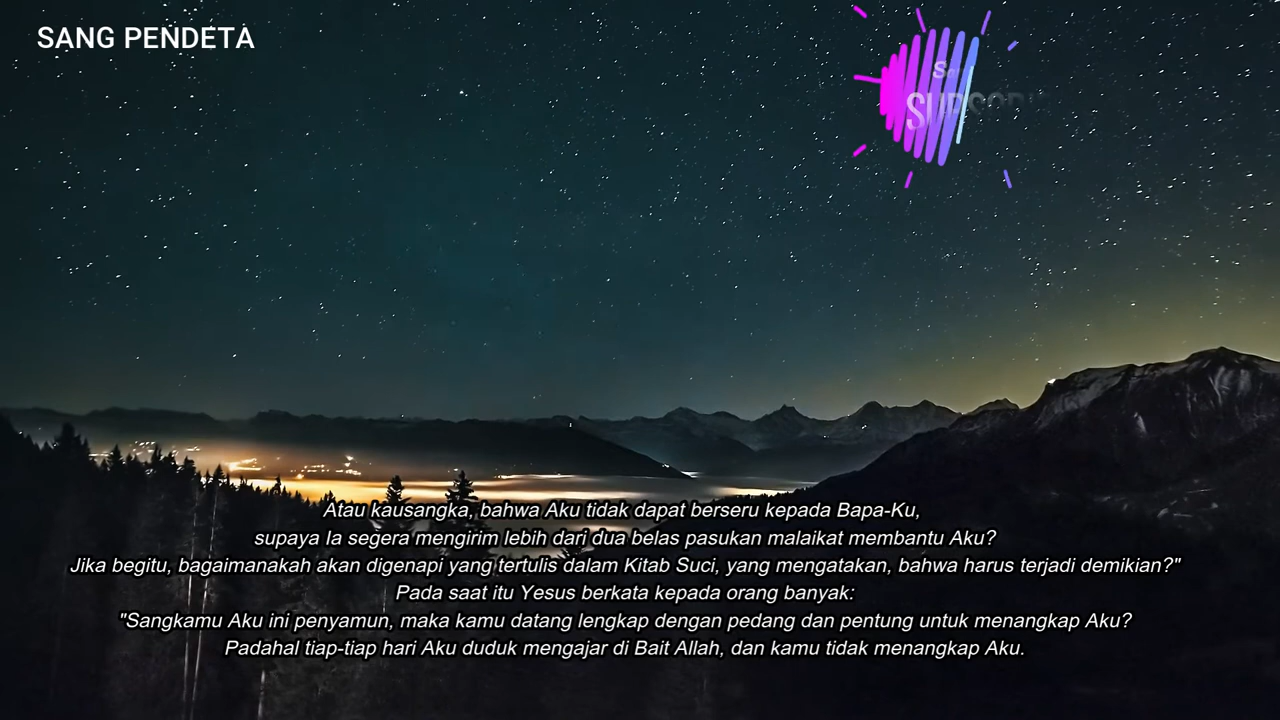 SANG PENDETA
Atau kausangka, bahwa Aku tidak dapat berseru kepada Bapa-Ku,
supaya Ia segera mengirim lebih dari dua belas pasukan malaikat membantu Aku?
Jika begitu, bagaimanakah akan digenapi yang tertulis dalam Kitab Suci, yang mengatakan, bahwa harus terjadi demikian?"
Pada saat itu Yesus berkata kepada orang banyak:
"Sangkamu Aku ini penyamun, maka kamu datang lengkap dengan pedang dan pentung untuk menangkap Aku?
Padahal tiap-tiap hari Aku duduk mengajar di Bait Allah, dan kamu tidak menangkap Aku.